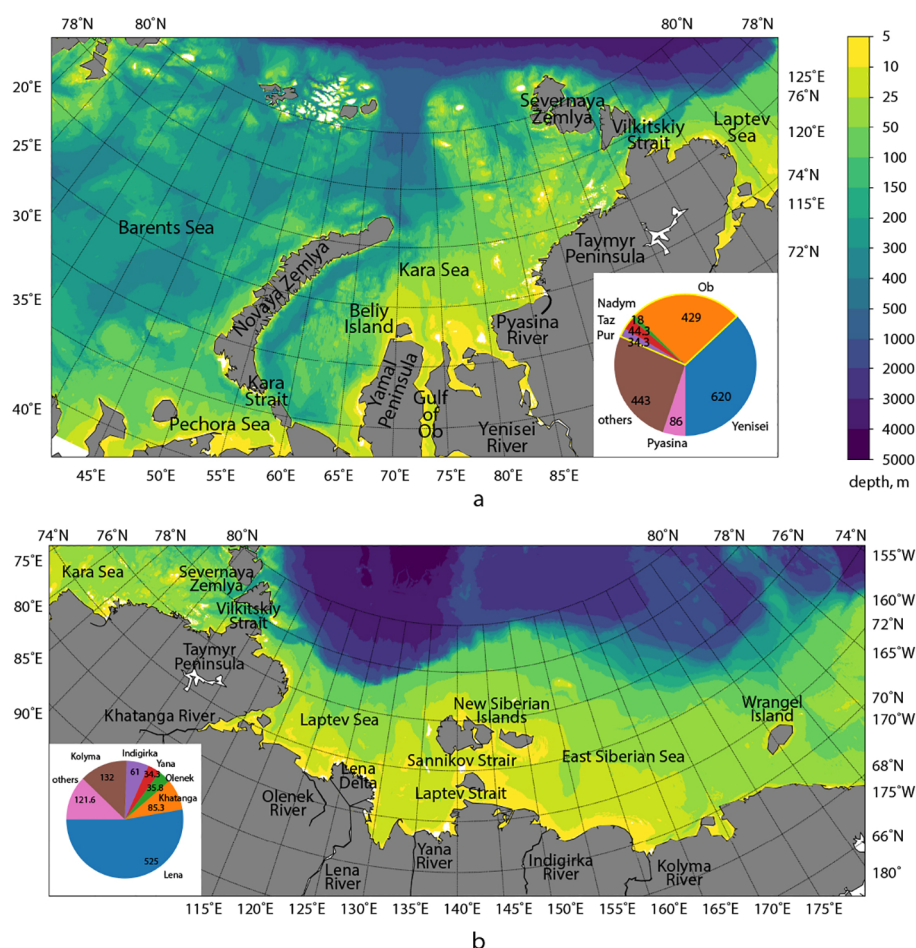 78°N 80°N 80°N 78°N
20°E
25°E
30°E
35°E
40°E
125°E
76°N
120°E
74°N
115°E
72°N
Severnaya
Zemlya
Vilkitskiy
Strait
Laptev
Sea
Barents Sea
Novaya Zemlya
Kara Sea
Taymyr
Peninsula
Beliy
Island
Pyasina
River
Kara
Strait
Yamal
Peninsula
Gulf
of
Ob
Pechora Sea
Yenisei
River
Ob
Nadym
Taz
Pur
18
44.3
34.3
429
620
443
86
others
Yenisei
Pyasina
45°E 50°E 55°E 60°E 65°E 70°E 75°E 80°E 85°E
a
5
10
25
50
100
150
200
300
400
500
1000
2000
3000
4000
5000
depth, m
74°N 76°N 78°N 80°N 80°N 78°N 76°N 74°N
75°E
80°E
85°E
90°E
155°W
160°W
72°N
165°W
70°N
170°W
68°N
175°W
66°N
180°
Kara Sea
Severnaya
Zemlya
Vilkitskiy
Strait
Taymyr
Peninsula
Khatanga River
Laptev Sea
New Siberian
Islands
Wrangel
Island
Sannikov Strair
East Siberian Sea
Lena
Delta
Laptev Strait
Olenek
River
Lena
River
Yana
River
Indigirka
River
Kolyma
River
Indigirka
Kolyma
Yana
others
Olenek
Khatanga
132
61
34.3
35.8
85.3
121.6
525
Lena
115°E 120°E 125°E 130°E 135°E 140°E 145°E 150°E 155°E 160°E 165°E 170°E 175°E
b